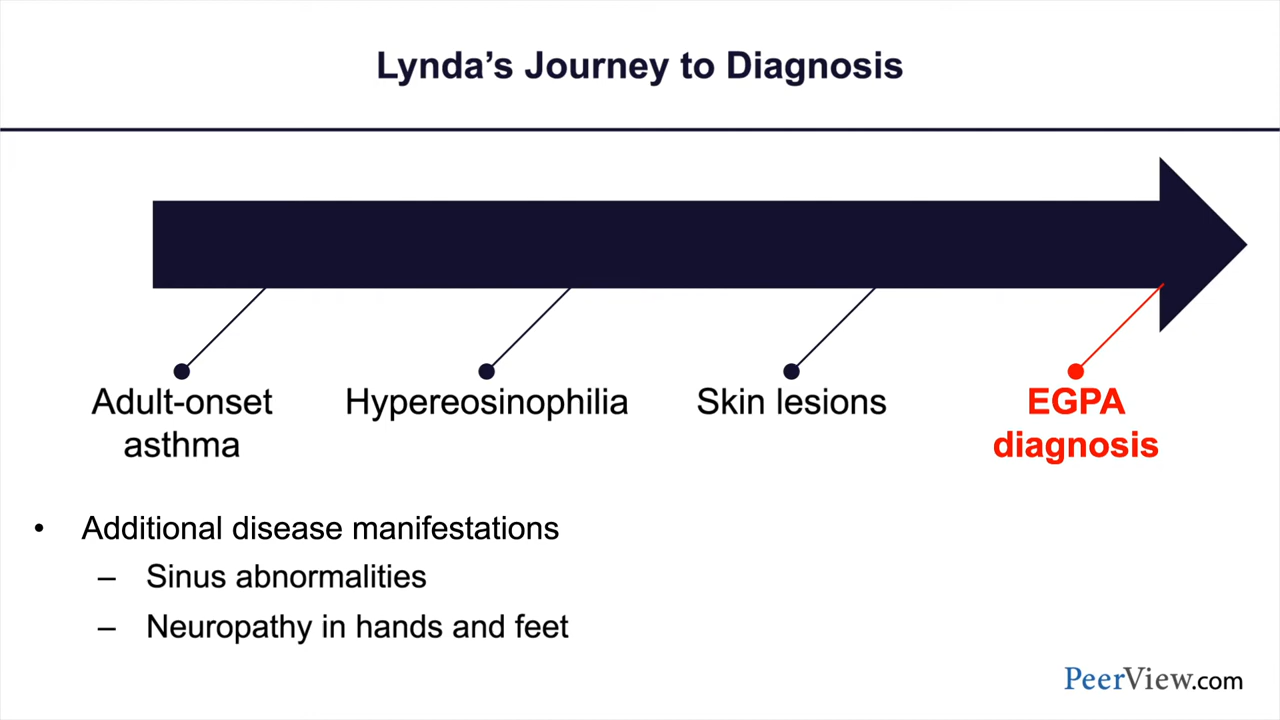 Lynda’s Journey to Diagnosis
Adult-onset
asthma
Hypereosinophilia
Skin lesions
EGPA
diagnosis
• Additional disease manifestations
– Sinus abnormalities
– Neuropathy in hands and feet
PeerView.com